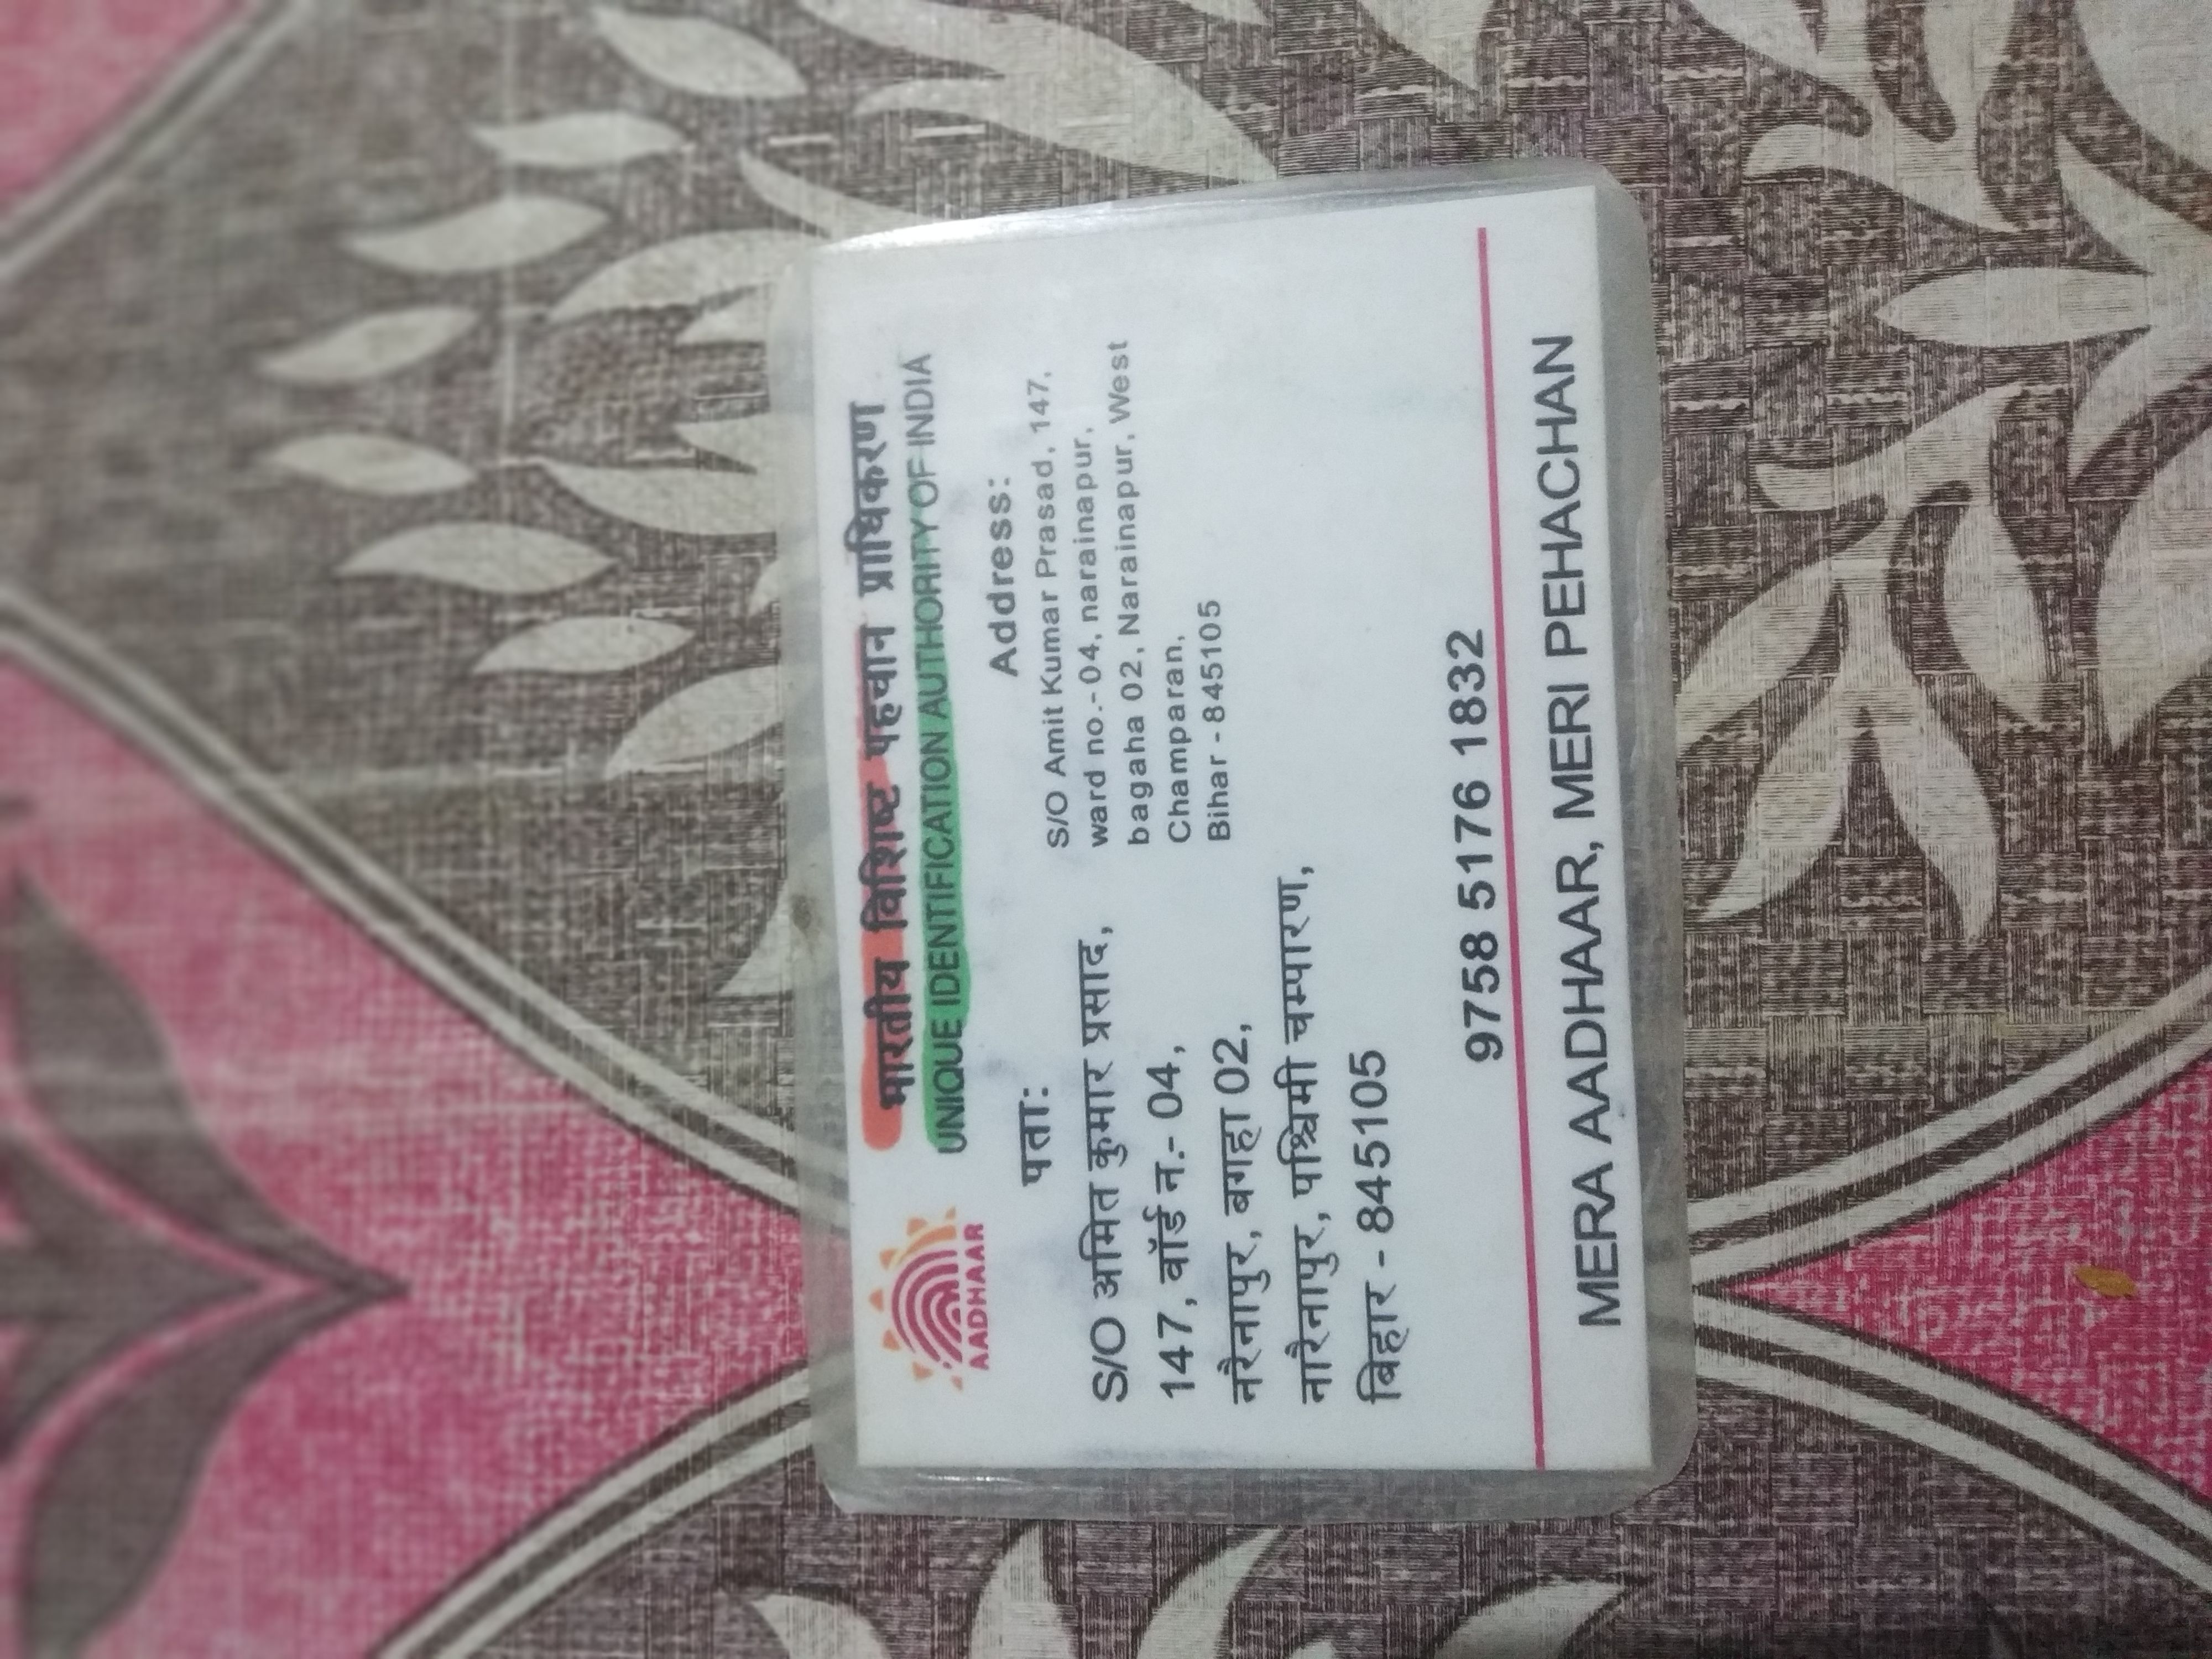 भारतीय विशिष्ट पहचान प्राधिकरण
UNIQUE IDENTIFICATION AUTHORITY OF INDIA
AADHAAR
पता:
S/O अमित कुमार प्रसाद,
147, वॉर्ड न.- 04,
नरैनापुर, बगहा 02,
नारैनापुर, पश्चिमी चम्पारण,
बिहार - 845105
Address:
S/O Amit Kumar Prasad, 147,
ward no.- 04, narainapur,
bagaha 02, Narainapur, West
Champaran,
Bihar - 845105
9758 5176 1832
MERA AADHAAR, MERI PEHACHAN